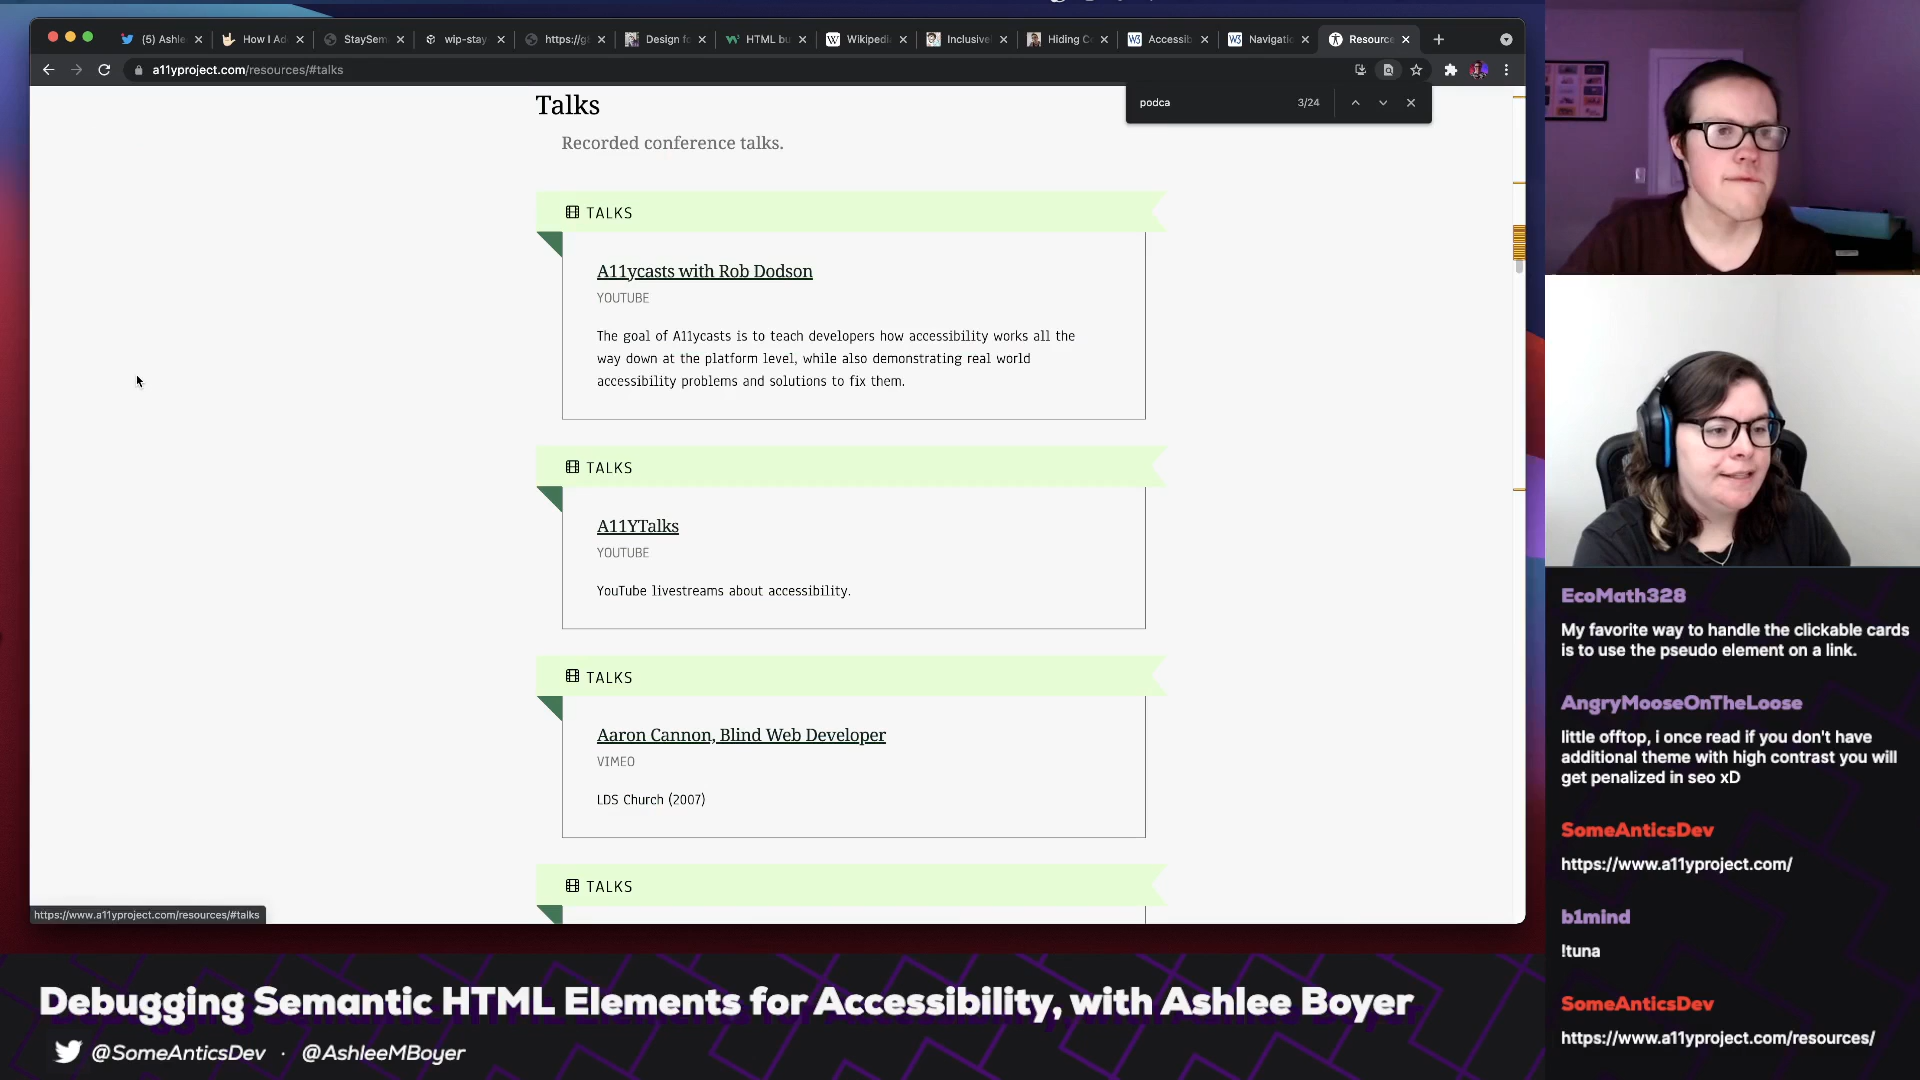 (5) Ashle
How I Ad
StaySem
wip-stay
https://gi
Design fo
HTML bu
Wikipedi
Inclusivel
Hiding C
Accessib
Navigatio
Resource
a11yproject.com/resources/#talks
podca
3/24
Talks
Recorded conference talks.
TALKS
A11ycasts with Rob Dodson
YOUTUBE
The goal of A11ycasts is to teach developers how accessibility works all the
way down at the platform level, while also demonstrating real world
accessibility problems and solutions to fix them.
TALKS
A11YTalks
YOUTUBE
YouTube livestreams about accessibility.
TALKS
Aaron Cannon, Blind Web Developer
VIMEO
LDS Church (2007)
TALKS
https://www.a11yproject.com/resources/#talks
EcoMath328
My favorite way to handle the clickable cards
is to use the pseudo element on a link.
AngryMooseOnTheLoose
little offtop, i once read if you don't have
additional theme with high contrast you will
get penalized in seo xD
SomeAnticsDev
https://www.a11yproject.com/
b1mind
!tuna
SomeAnticsDev
https://www.a11yproject.com/resources/
Debugging Semantic HTML Elements for Accessibility, with Ashlee Boyer
@SomeAnticsDev · @AshleeMBoyer